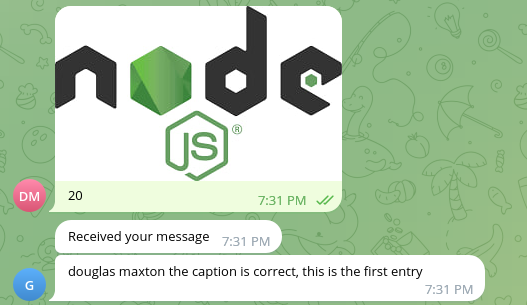 node
JS®
DM
20
7:31 PM
Received your message
7:31 PM
G
douglas maxton the caption is correct, this is the first entry
7:31 PM